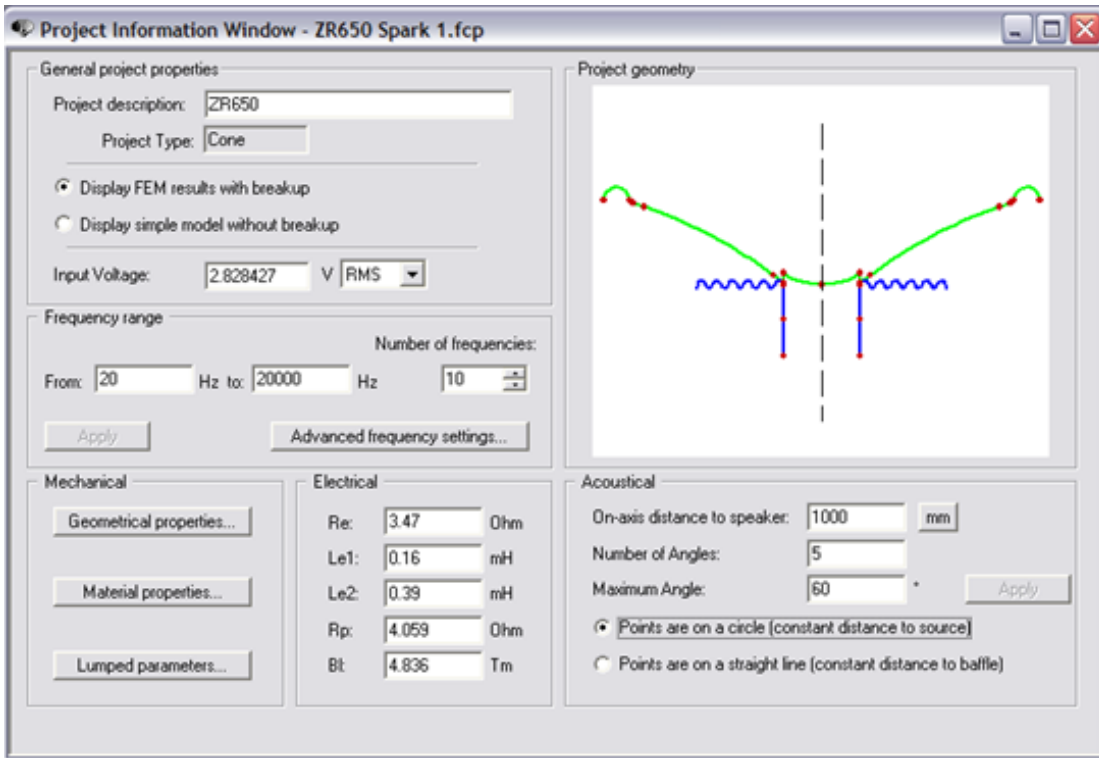 Project Information Window - ZR650 Spark 1.fcp
General project properties
Project description: ZR650
Project Type: Cone
Display FEM results with breakup
Display simple model without breakup
Input Voltage: 2.828427 V RMS
Frequency range
Number of frequencies:
From: 20 Hz to: 20000 Hz 10
Apply Advanced frequency settings...
Mechanical
Geometrical properties...
Material properties...
Lumped parameters...
Electrical
Re: 3.47 Ohm
Le1: 0.16 mH
Le2: 0.39 mH
Rp: 4.059 Ohm
Bl: 4.836 Tm
Project geometry
Acoustical
On-axis distance to speaker: 1000 mm
Number of Angles: 5
Maximum Angle: 60 ° Apply
Points are on a circle (constant distance to source)
Points are on a straight line (constant distance to baffle)